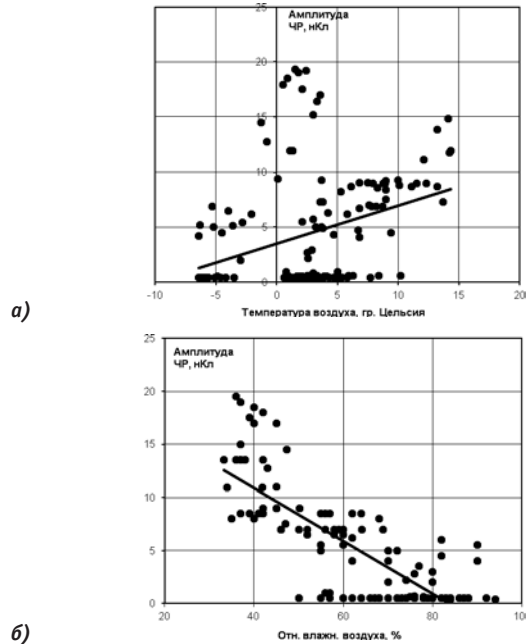 Амплитуда
ЧР, нКл
25
20
15
10
5
0
-10 -5 0 5 10 15 20
Температура воздуха, гр. Цельсия
а)
Амплитуда
ЧР, нКл
25
20
15
10
5
0
20 40 60 80 100
Отн. влажн. воздуха, %
б)